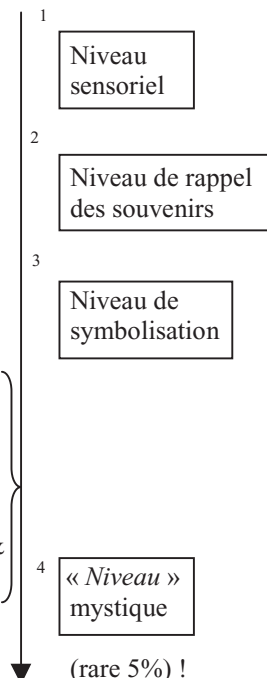 1
Niveau
sensoriel
2
Niveau de rappel
des souvenirs
3
Niveau de
symbolisation
4
« Niveau »
mystique
(rare 5%) !